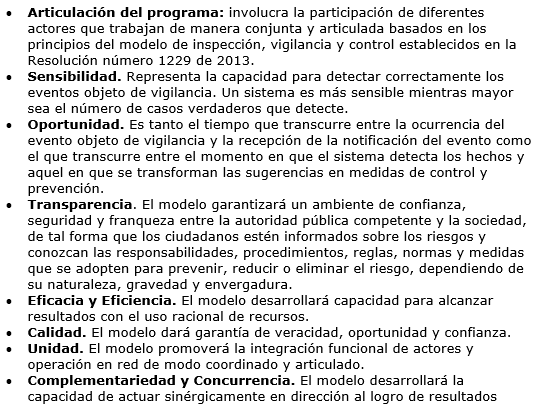 • Articulación del programa: involucra la participación de diferentes
actores que trabajan de manera conjunta y articulada basados en los
principios del modelo de inspección, vigilancia y control establecidos en la
Resolución número 1229 de 2013.
• Sensibilidad. Representa la capacidad para detectar correctamente los
eventos objeto de vigilancia. Un sistema es más sensible mientras mayor
sea el número de casos verdaderos que detecte.
• Oportunidad. Es tanto el tiempo que transcurre entre la ocurrencia del
evento objeto de vigilancia y la recepción de la notificación del evento como
el que transcurre entre el momento en que el sistema detecta los hechos y
aquel en que se transforman las sugerencias en medidas de control y
prevención.
• Transparencia. El modelo garantizará un ambiente de confianza,
seguridad y franqueza entre la autoridad pública competente y la sociedad,
de tal forma que los ciudadanos estén informados sobre los riesgos y
conozcan las responsabilidades, procedimientos, reglas, normas y medidas
que se adopten para prevenir, reducir o eliminar el riesgo, dependiendo de
su naturaleza, gravedad y envergadura.
• Eficacia y Eficiencia. El modelo desarrollará capacidad para alcanzar
resultados con el uso racional de recursos.
• Calidad. El modelo dará garantía de veracidad, oportunidad y confianza.
• Unidad. El modelo promoverá la integración funcional de actores y
operación en red de modo coordinado y articulado.
• Complementariedad y Concurrencia. El modelo desarrollará la
capacidad de actuar sinérgicamente en dirección al logro de resultados